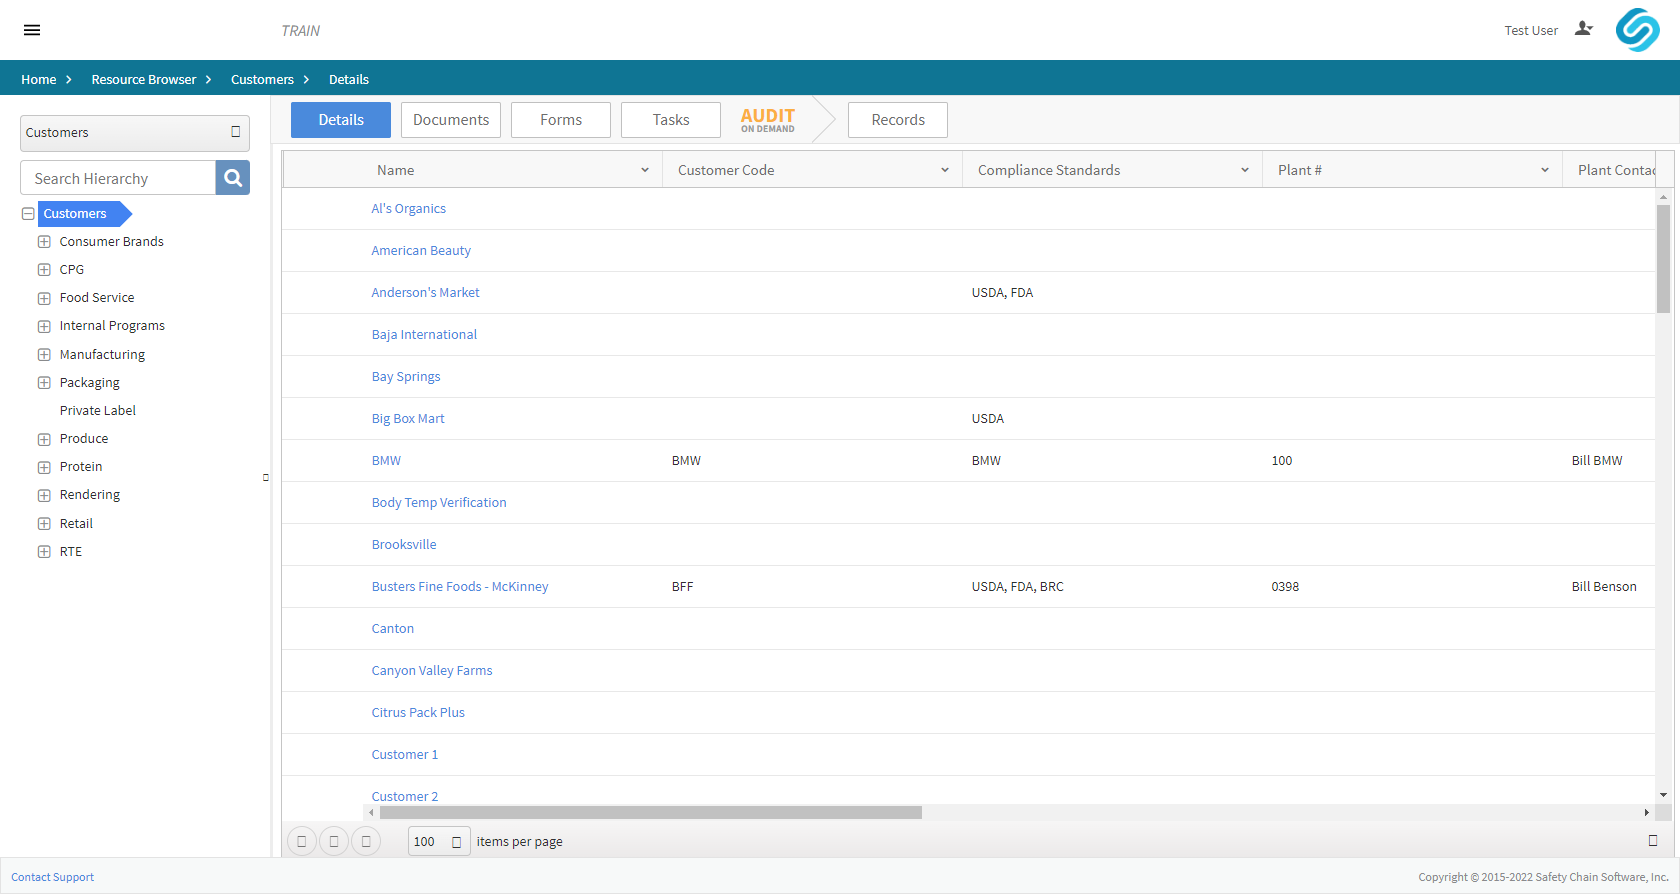 TRAIN
Test User
Home
Resource Browser
Customers
Details
Customers
Search Hierarchy
Customers
Consumer Brands
CPG
Food Service
Internal Programs
Manufacturing
Packaging
Private Label
Produce
Protein
Rendering
Retail
RTE
Details
Documents
Forms
Tasks
AUDIT
ON DEMAND
Records
Name Customer Code Compliance Standards Plant # Plant Contac
Al's Organics
American Beauty
Anderson's Market USDA, FDA
Baja International
Bay Springs
Big Box Mart USDA
BMW BMW BMW 100 Bill BMW
Body Temp Verification
Brooksville
Busters Fine Foods - McKinney BFF USDA, FDA, BRC 0398 Bill Benson
Canton
Canyon Valley Farms
Citrus Pack Plus
Customer 1
Customer 2
100 items per page
Contact Support
Copyright © 2015-2022 Safety Chain Software, Inc.